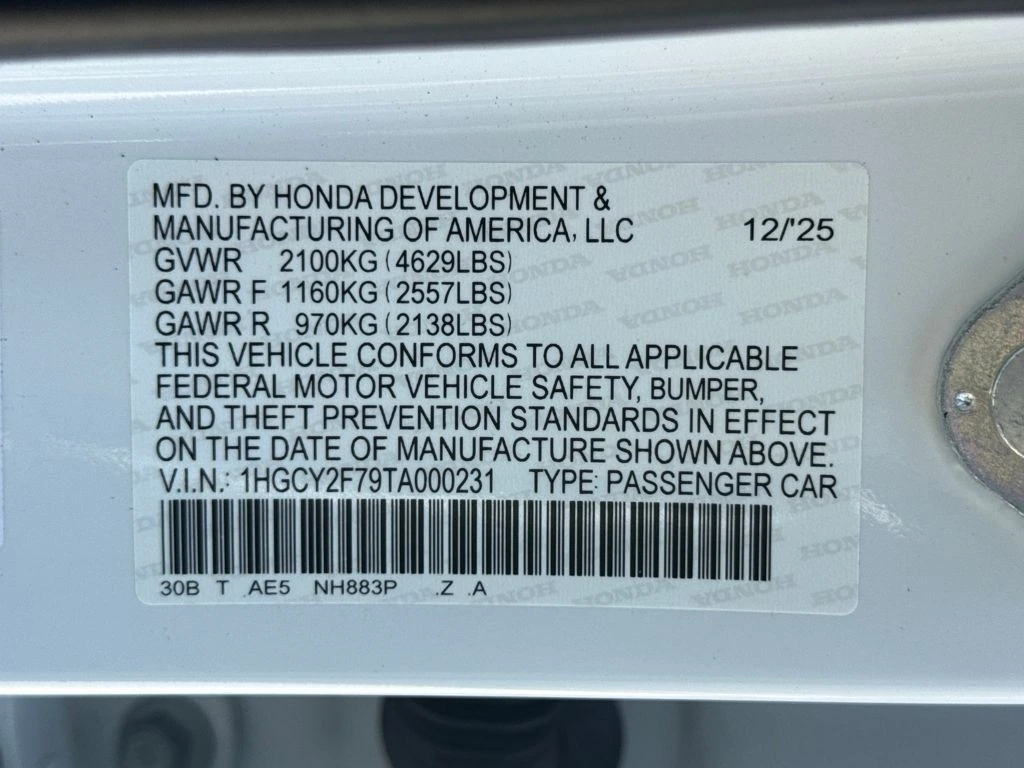 MFD. BY HONDA DEVELOPMENT &
MANUFACTURING OF AMERICA, LLC 12/'25
GVWR 2100KG (4629LBS)
GAWR F 1160KG (2557LBS)
GAWR R 970KG (2138LBS)
THIS VEHICLE CONFORMS TO ALL APPLICABLE
FEDERAL MOTOR VEHICLE SAFETY, BUMPER,
AND THEFT PREVENTION STANDARDS IN EFFECT
ON THE DATE OF MANUFACTURE SHOWN ABOVE.
V.I.N.: 1HGCY2F79TA000231 TYPE: PASSENGER CAR
30B T AE5 NH883P .Z .A